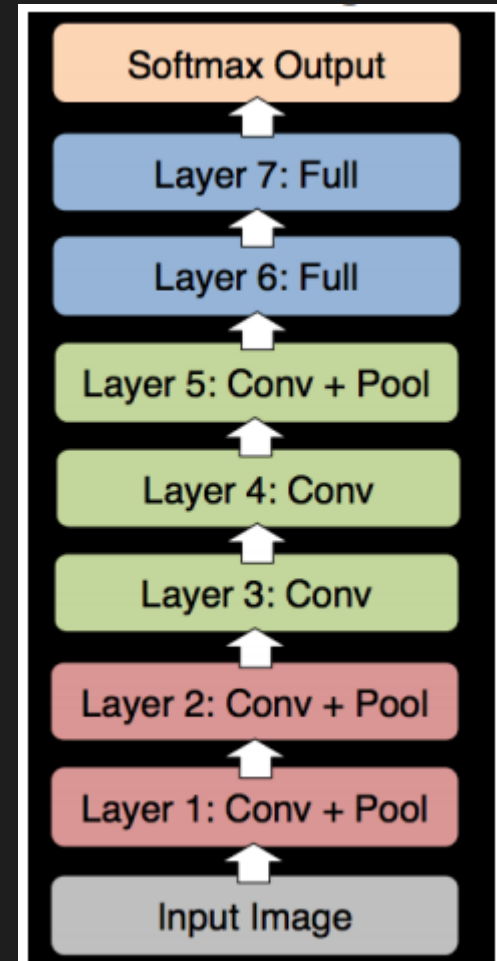 Softmax Output
Layer 7: Full
Layer 6: Full
Layer 5: Conv + Pool
Layer 4: Conv
Layer 3: Conv
Layer 2: Conv + Pool
Layer 1: Conv + Pool
Input Image